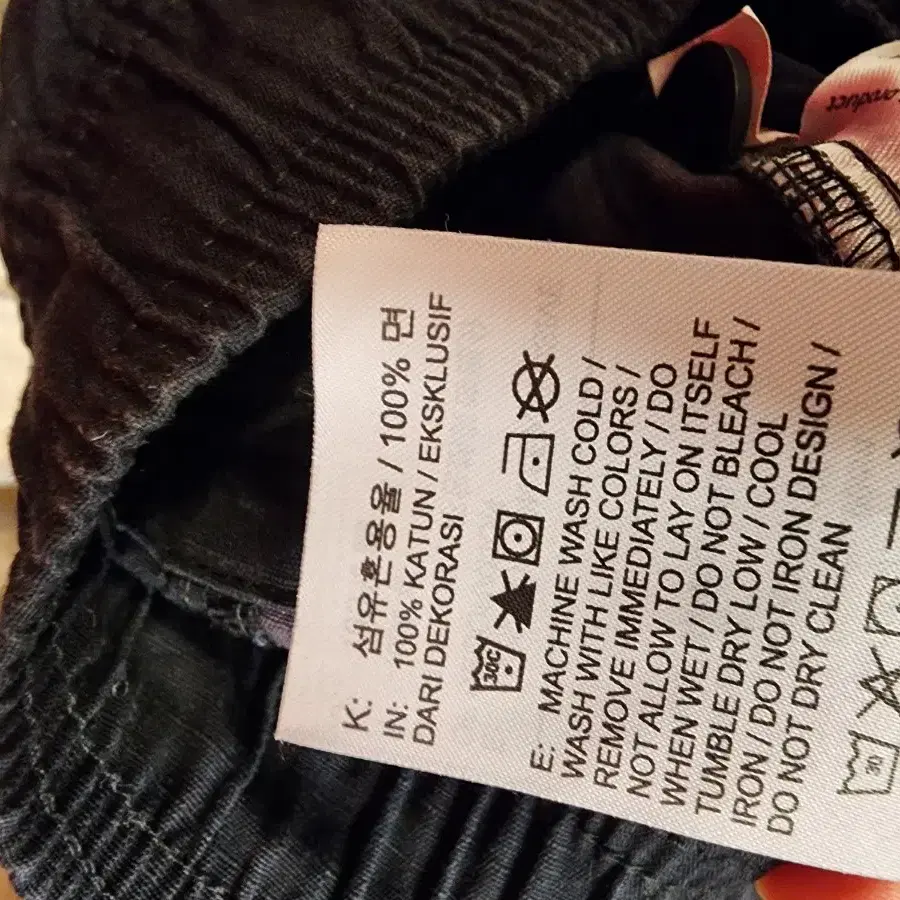 K: 섬유혼용율 / 100% 면
IN: 100% KATUN / EKSKLUSIF
DARI DEKORASI
30C
E: MACHINE WASH COLD /
WASH WITH LIKE COLORS /
REMOVE IMMEDIATELY / DO
NOT ALLOW TO LAY ON ITSELF
WHEN WET / DO NOT BLEACH /
TUMBLE DRY LOW / COOL
IRON / DO NOT IRON DESIGN /
DO NOT DRY CLEAN
30